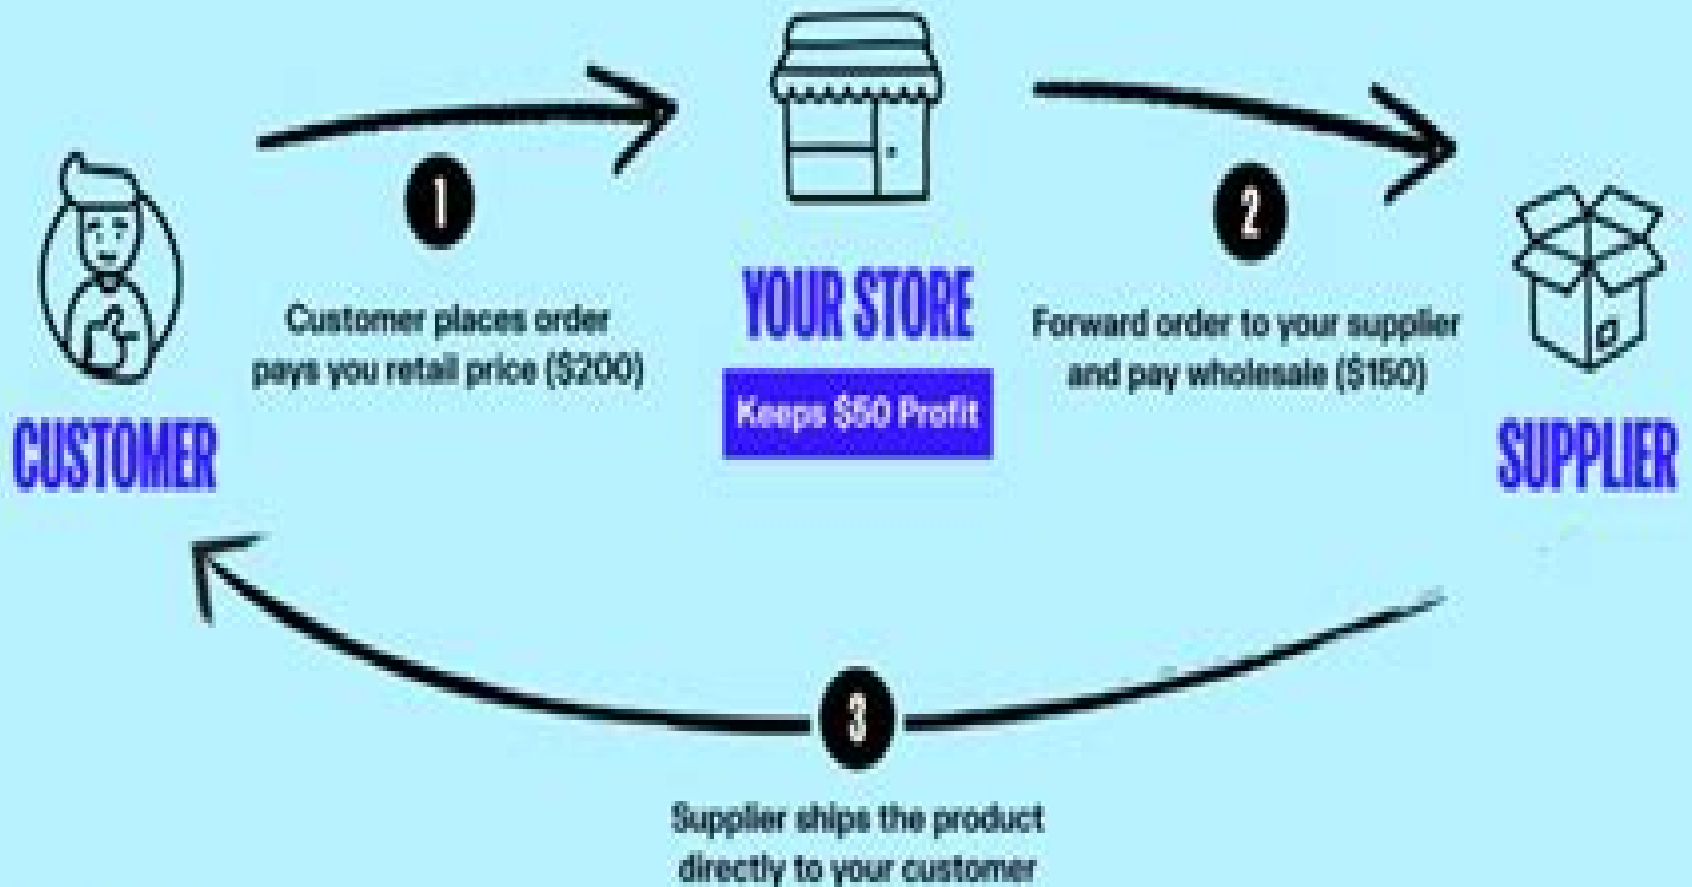 1
2
Customer places order
pays you retail price ($200)
YOUR STORE
Keeps $50 Profit
Forward order to your supplier
and pay wholesale ($150)
CUSTOMER
SUPPLIER
3
Supplier ships the product
directly to your customer